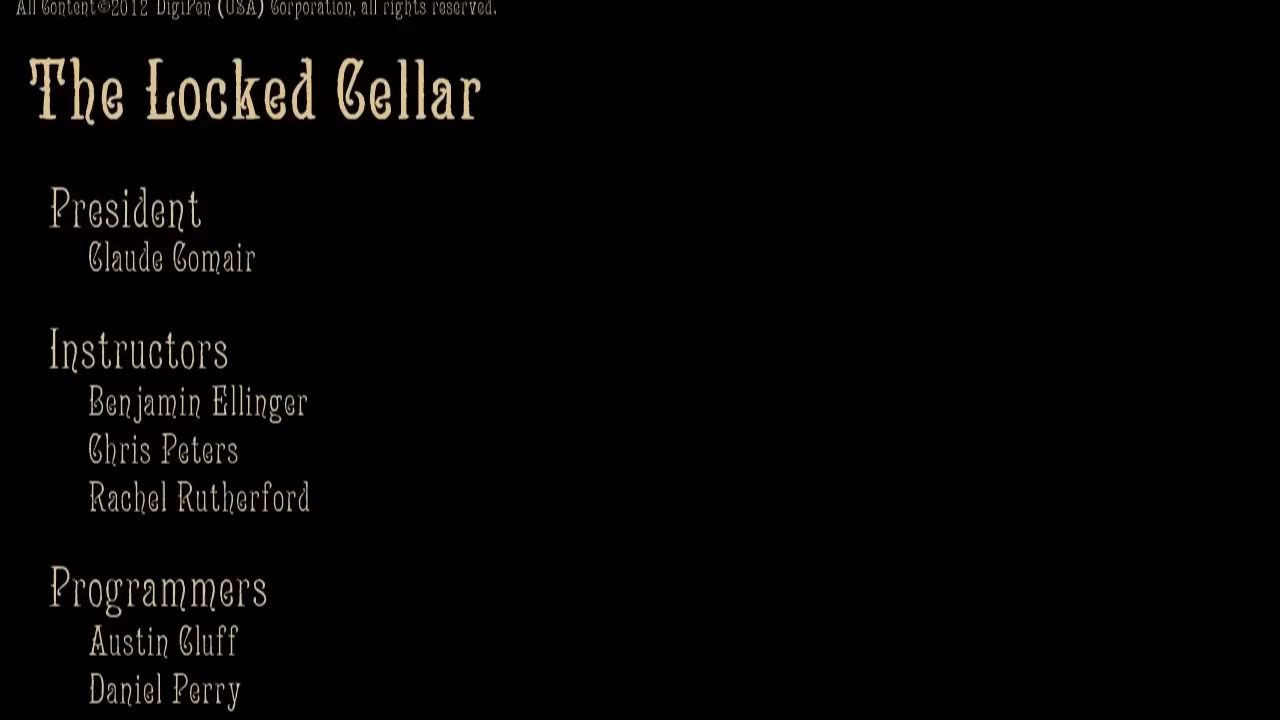 All Content©2012 DigiPen (USA) Corporation, all rights reserved.
The Locked Cellar
President
Claude Comair
Instructors
Benjamin Ellinger
Chris Peters
Rachel Rutherford
Programmers
Austin Cluff
Daniel Perry